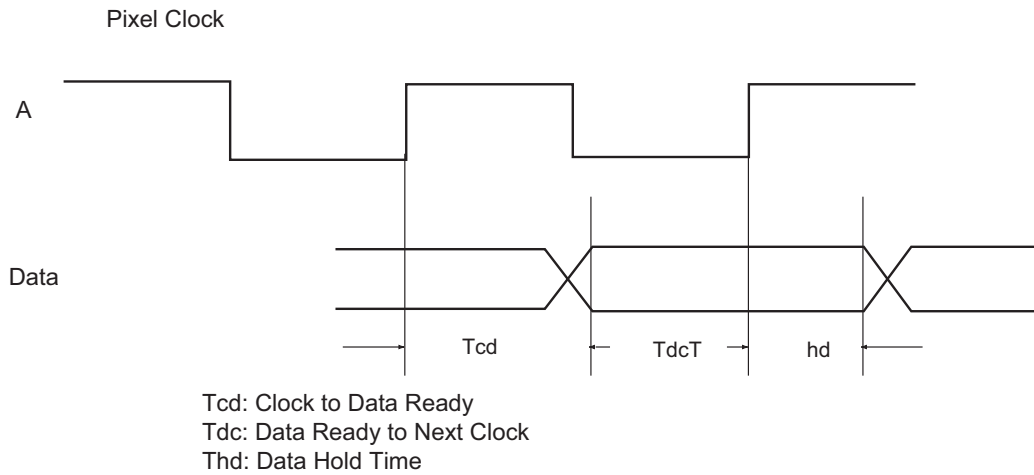 Pixel Clock
A
Data
Tcd TdcT hd
Tcd: Clock to Data Ready
Tdc: Data Ready to Next Clock
Thd: Data Hold Time